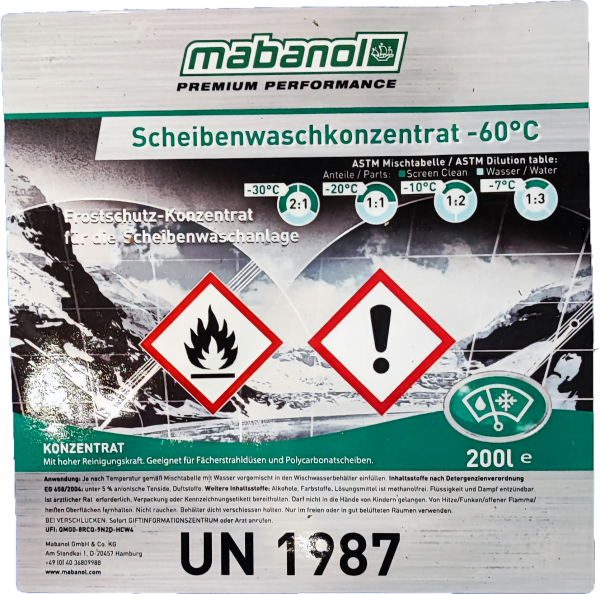 mabanol
PREMIUM PERFORMANCE
Scheibenwaschkonzentrat -60°C
ASTM Mischtabelle / ASTM Dilution table:
Anteile / Parts: Screen Clean Wasser / Water
-30°C 2:1 -20°C 1:1 -10°C 1:2 -7°C 1:3
Frostschutz-Konzentrat
für die Scheibenwaschanlage
KONZENTRAT
Mit hoher Reinigungskraft. Geeignet für Fächerstrahldüsen und Polycarbonatscheiben.
200l e
Anwendung: Je nach Temperatur gemäß Mischtabelle mit Wasser vorgemischt in den Wischwasserbehälter einfüllen. Inhaltsstoffe nach Detergenzienverordnung
EG 648/2004: unter 5 % anionische Tenside, Duftstoffe. Weitere Inhaltsstoffe: Alkohole, Farbstoffe, Lösungsmittel ist methanolfrei. Flüssigkeit und Dampf entzündbar.
Ist ärztlicher Rat erforderlich, Verpackung oder Kennzeichnungsetikett bereithalten. Darf nicht in die Hände von Kindern gelangen. Von Hitze/Funken/offener Flamme/
heißen Oberflächen fernhalten. Nicht rauchen. Behälter dicht verschlossen halten. Nur im Freien oder in gut belüfteten Räumen verwenden.
BEI VERSCHLUCKEN: Sofort GIFTINFORMATIONSZENTRUM oder Arzt anrufen.
UFI: QMD0-8RCQ-9N2D-HCW4
Mabanol GmbH & Co. KG
Am Sandtkai 1, D-20457 Hamburg
+49 (0) 40 36809980
www.mabanol.com
UN 1987